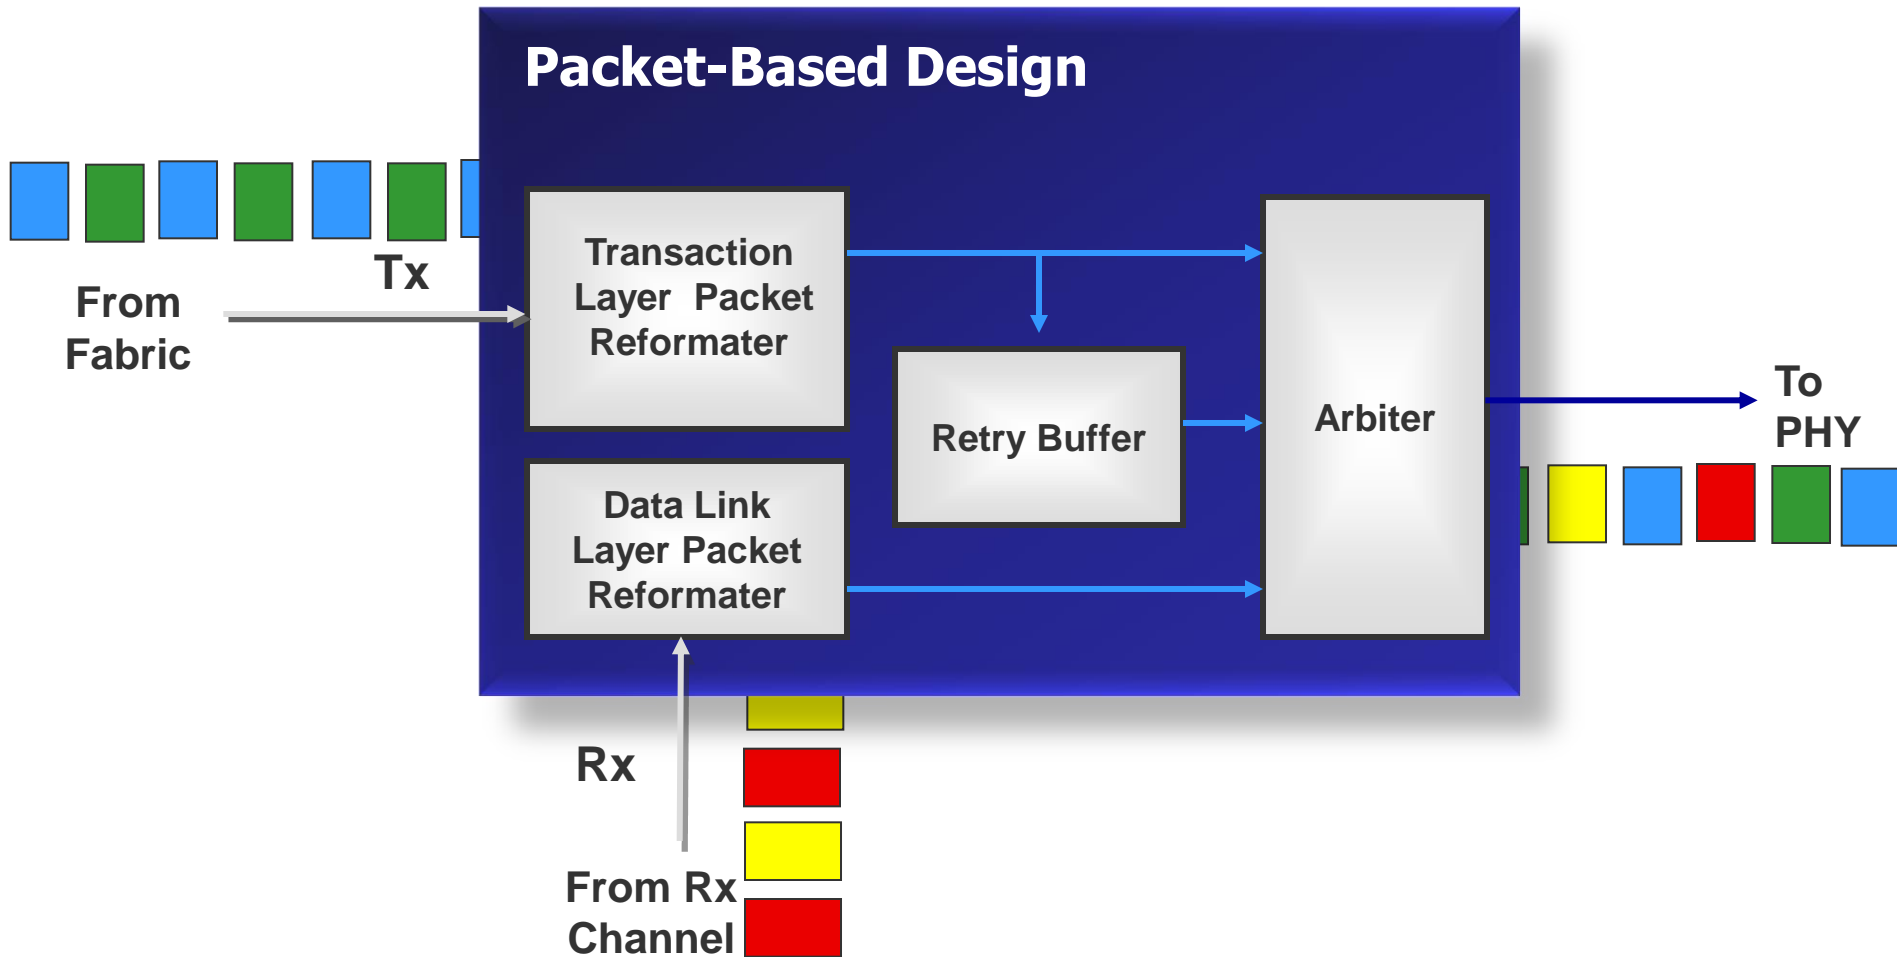 Packet-Based Design
Tx
From
Fabric
Transaction
Layer Packet
Reformater
Retry Buffer
Arbiter
To
PHY
Data Link
Layer Packet
Reformater
Rx
From Rx
Channel